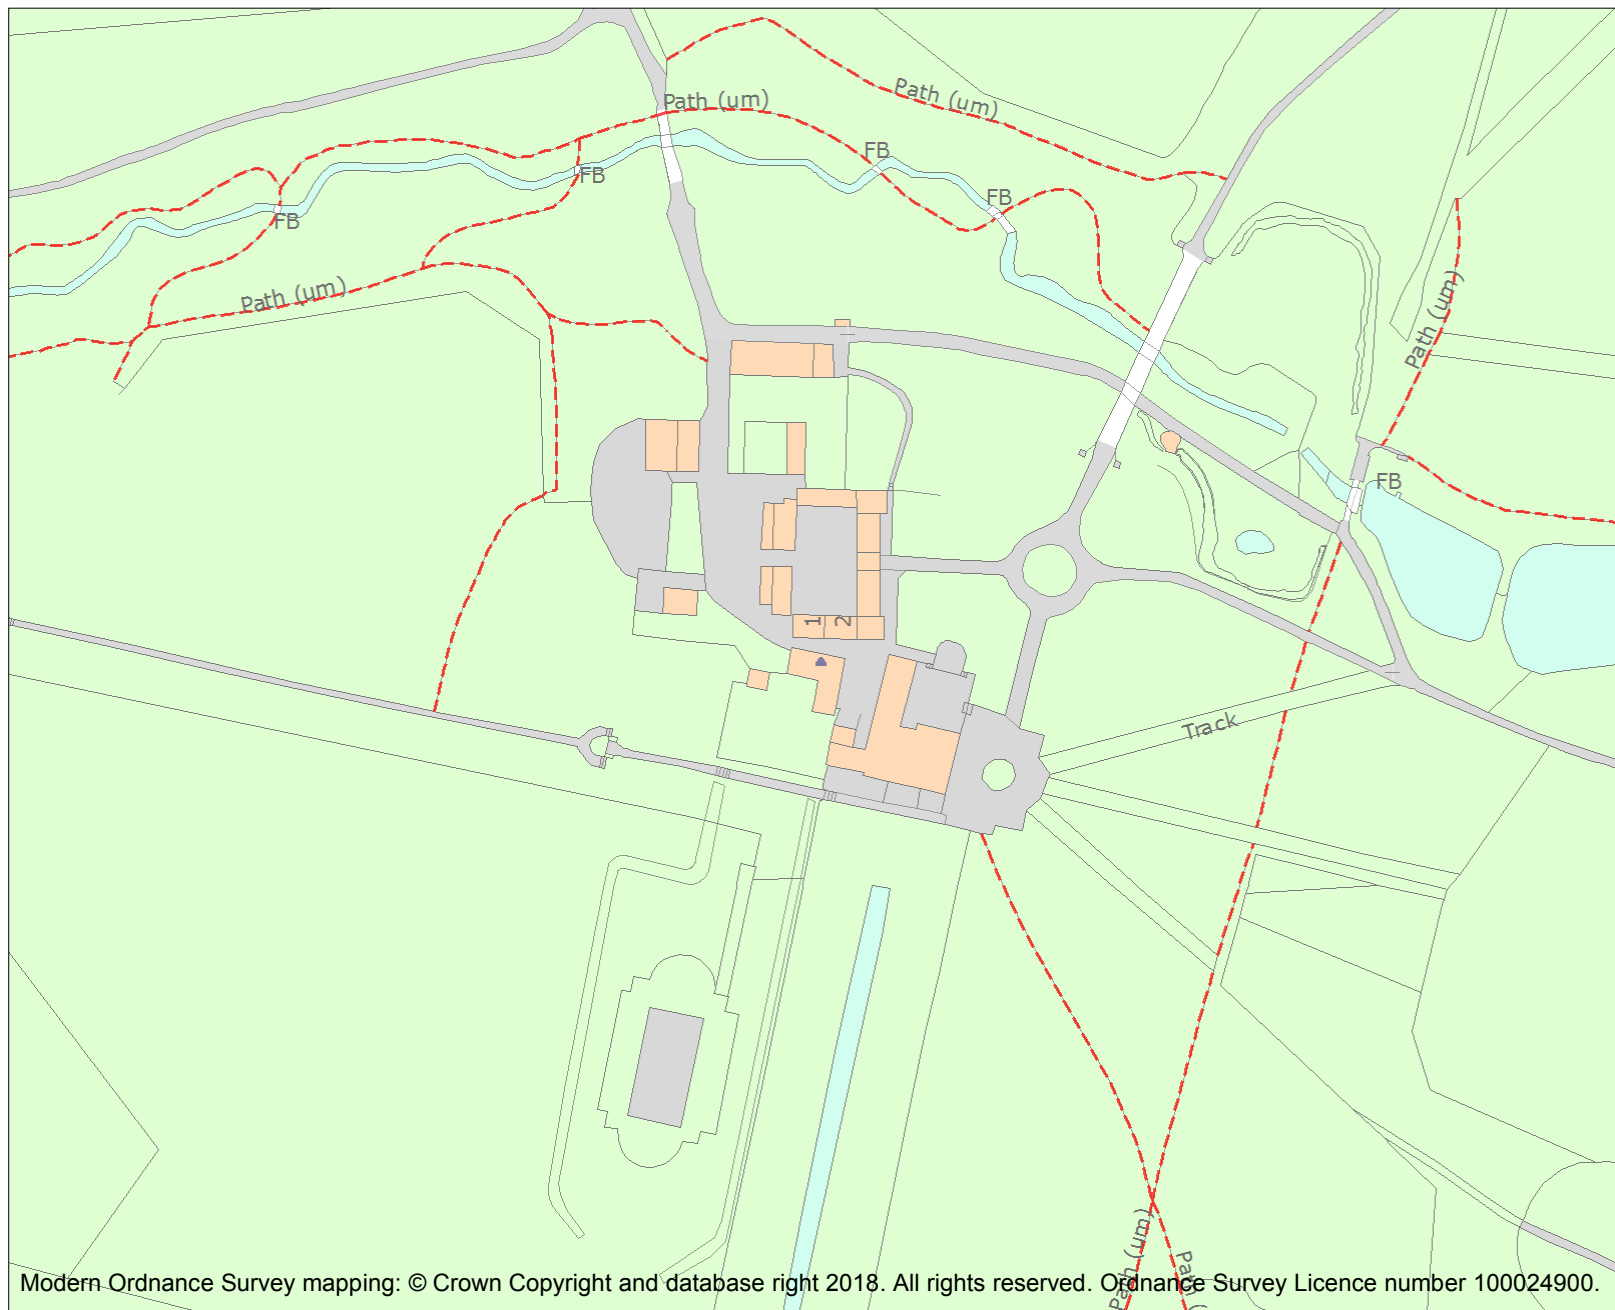 Path (um)
Path (um)
FB
FB
FB
FB
Path (um)
Path (um)
FB
1
2
Track
Path (um)
Path (
Modern Ordnance Survey mapping: © Crown Copyright and database right 2018. All rights reserved. Ordnance Survey Licence number 100024900.